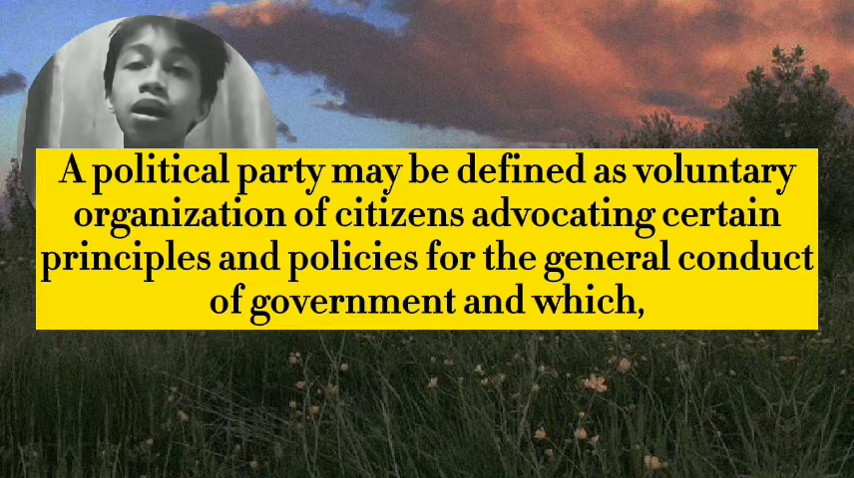 A political party may be defined as voluntary
organization of citizens advocating certain
principles and policies for the general conduct
of government and which,